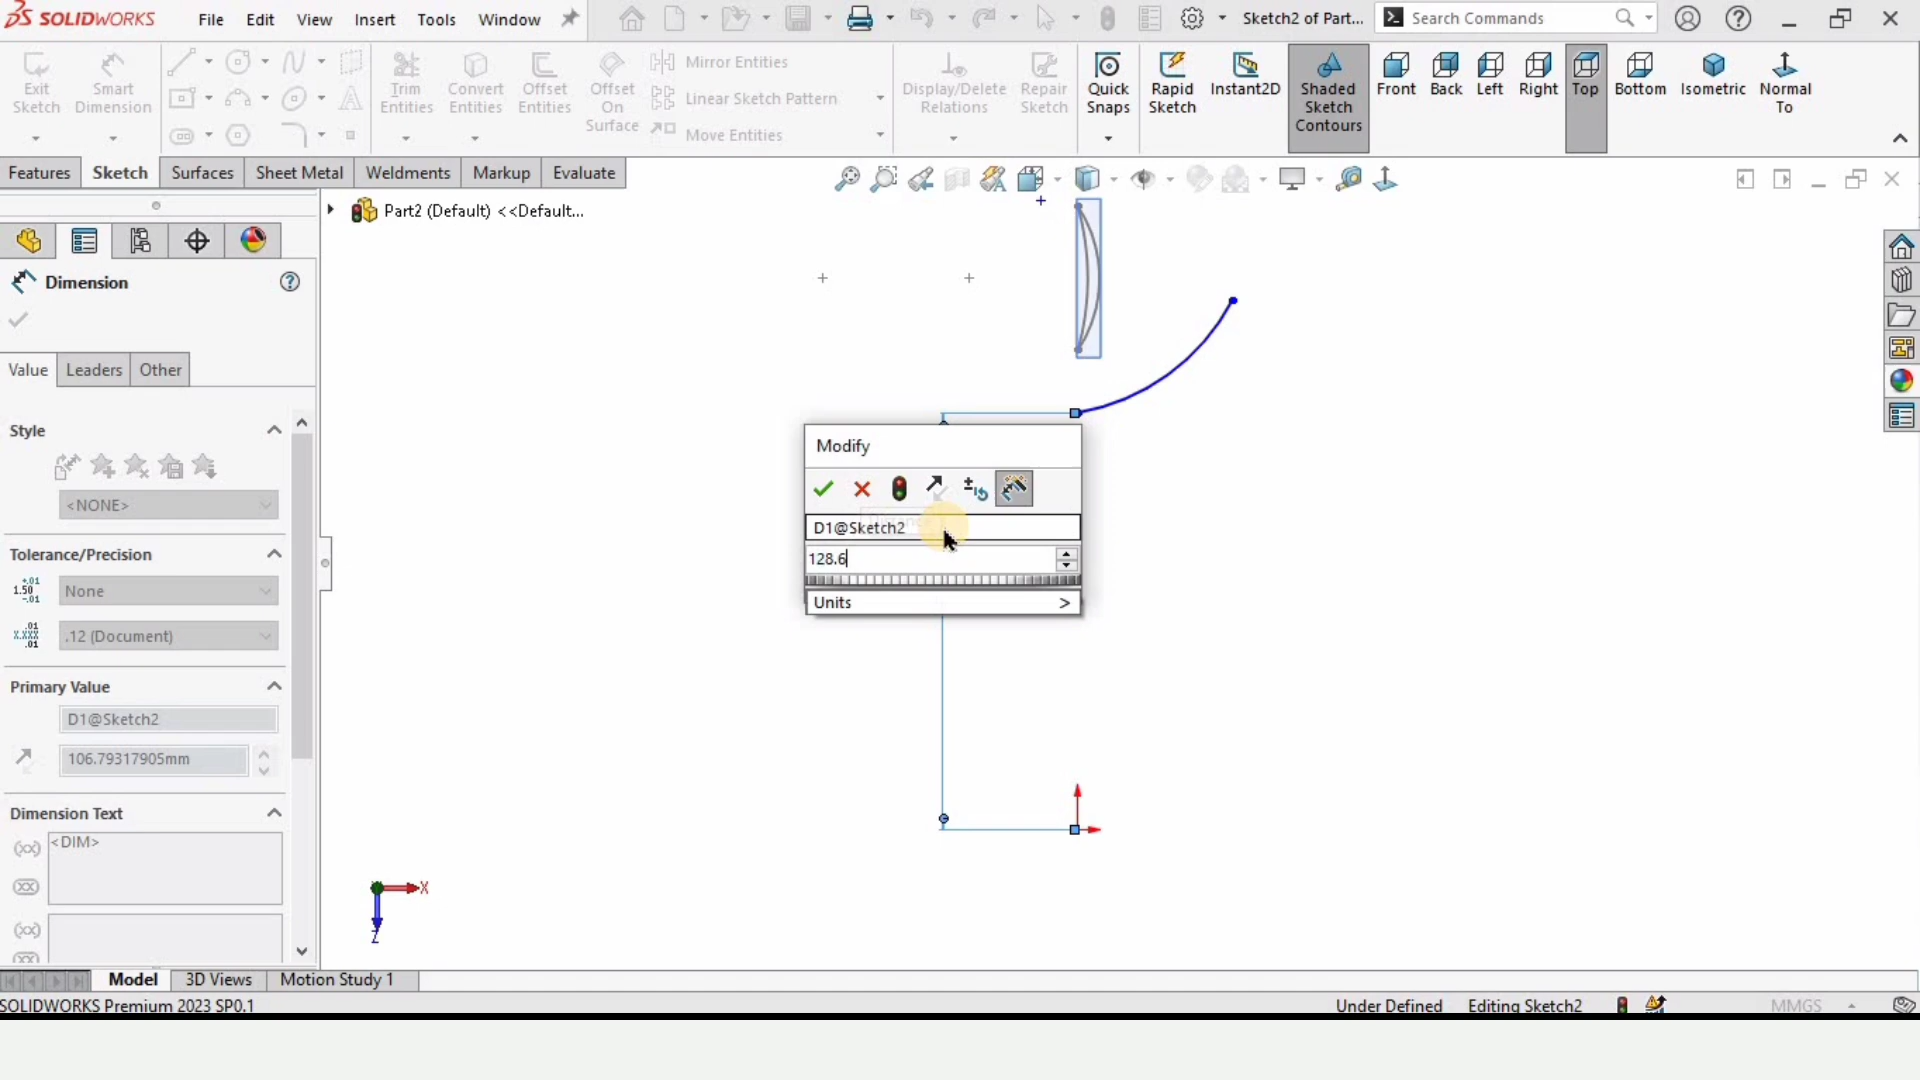 SOLIDWORKS File Edit View Insert Tools Window Sketch2 of Part... Search Commands
Exit Sketch
Smart Dimension
Trim Entities
Convert Entities
Offset Entities
Offset On Surface
Mirror Entities
Linear Sketch Pattern
Move Entities
Display/Delete Relations
Repair Sketch
Quick Snaps
Rapid Sketch
Instant2D
Shaded Sketch Contours
Front Back Left Right Top Bottom Isometric
Normal To
Features Sketch Surfaces Sheet Metal Weldments Markup Evaluate
Part2 (Default) <<Default...
Dimension
Value Leaders Other
Style
<NONE>
Tolerance/Precision
None
.12 (Document)
Primary Value
D1@Sketch2
106.79317905mm
Dimension Text
<DIM>
Modify
D1@Sketch2
128.6
Units >
X
Z
Model 3D Views Motion Study 1
SOLIDWORKS Premium 2023 SP0.1 Under Defined Editing Sketch2 MMGS